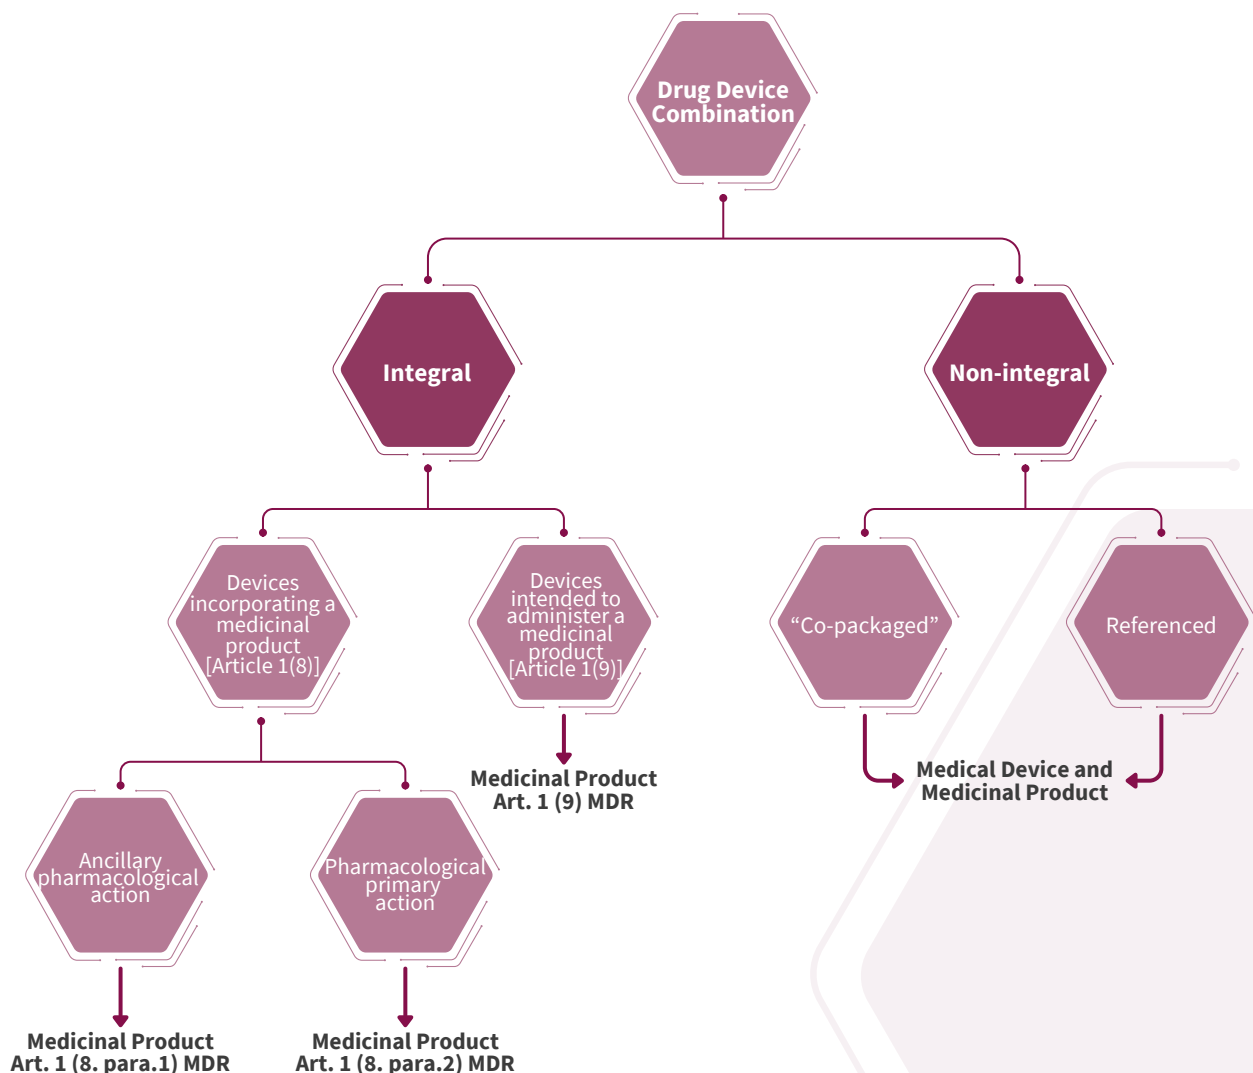 Drug Device
Combination
Integral
Non-integral
Devices
incorporating a
medicinal
product
[Article 1(8)]
Devices
intended to
administer a
medicinal
product
[Article 1(9)]
“Co-packaged”
Referenced
Medicinal Product
Art. 1 (9) MDR
Medical Device and
Medicinal Product
Ancillary
pharmacological
action
Pharmacological
primary
action
Medicinal Product
Art. 1 (8. para.1) MDR
Medicinal Product
Art. 1 (8. para.2) MDR